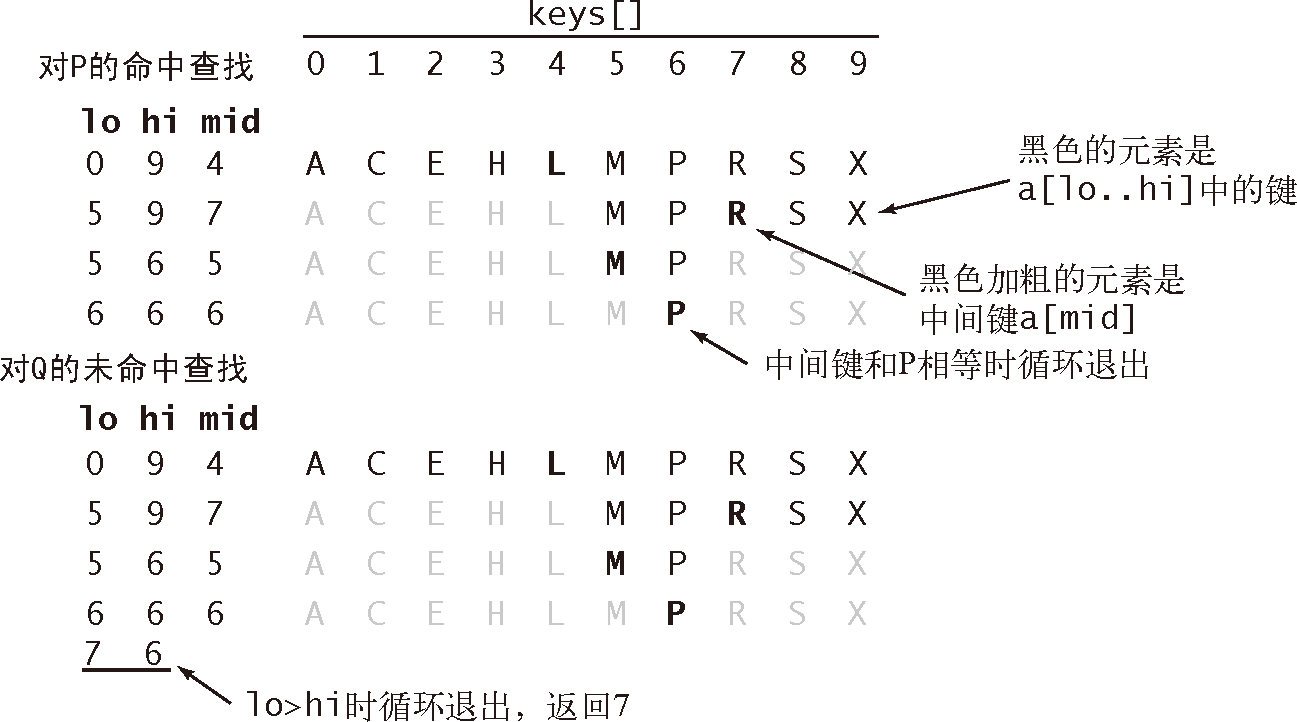 keys[]
对P的命中查找 0 1 2 3 4 5 6 7 8 9
lo hi mid
0 9 4 A C E H L M P R S X
5 9 7 A C E H L M P R S X
5 6 5 A C E H L M P R S X
6 6 6 A C E H L M P R S X
黑色的元素是
a[lo..hi]中的键
黑色加粗的元素是
中间键a[mid]
中间键和P相等时循环退出
对Q的未命中查找
lo hi mid
0 9 4 A C E H L M P R S X
5 9 7 A C E H L M P R S X
5 6 5 A C E H L M P R S X
6 6 6 A C E H L M P R S X
7 6
lo>hi时循环退出，返回7